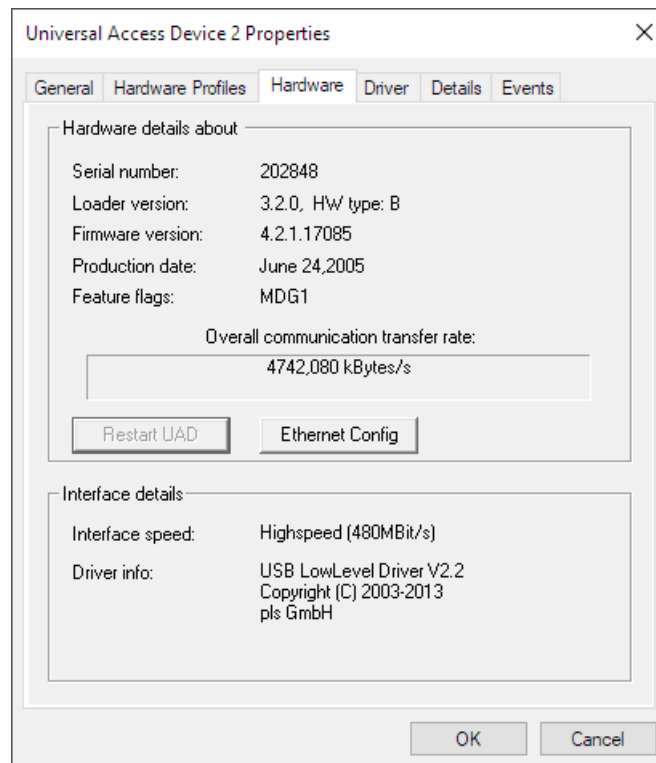 Universal Access Device 2 Properties
General Hardware Profiles Hardware Driver Details Events
Hardware details about
Serial number: 202848
Loader version: 3.2.0, HW type: B
Firmware version: 4.2.1.17085
Production date: June 24,2005
Feature flags: MDG1
Overall communication transfer rate:
4742,080 kBytes/s
Restart UAD Ethernet Config
Interface details
Interface speed: Highspeed (480MBit/s)
Driver info: USB LowLevel Driver V2.2
Copyright (C) 2003-2013
pls GmbH
OK Cancel